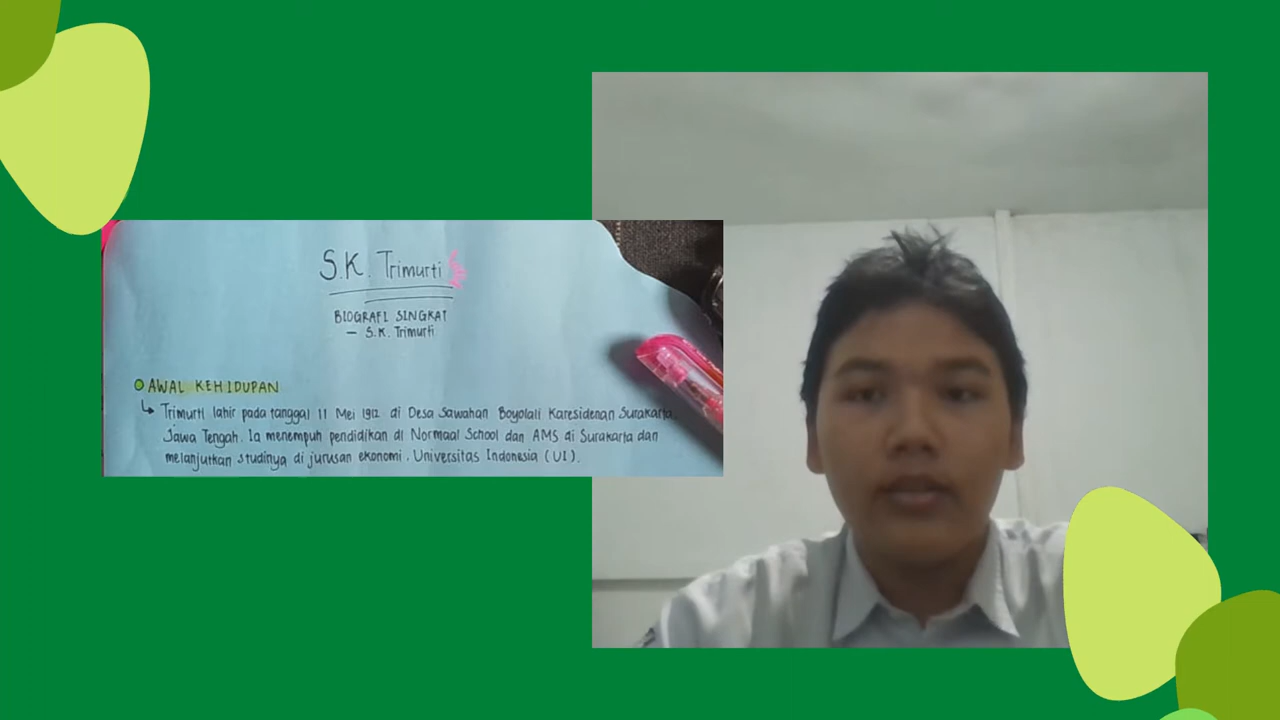 S.K. Trimurti
BIOGRAFI SINGKAT
– S.K. Trimurti
AWAL KEHIDUPAN
↳ Trimurti lahir pada tanggal 11 Mei 1912 di Desa Sawahan Boyolali Karesidenan Surakarta,
Jawa Tengah. Ia menempuh pendidikan di Normaal School dan AMS di Surakarta dan
melanjutkan studinya di jurusan ekonomi, Universitas Indonesia (UI).